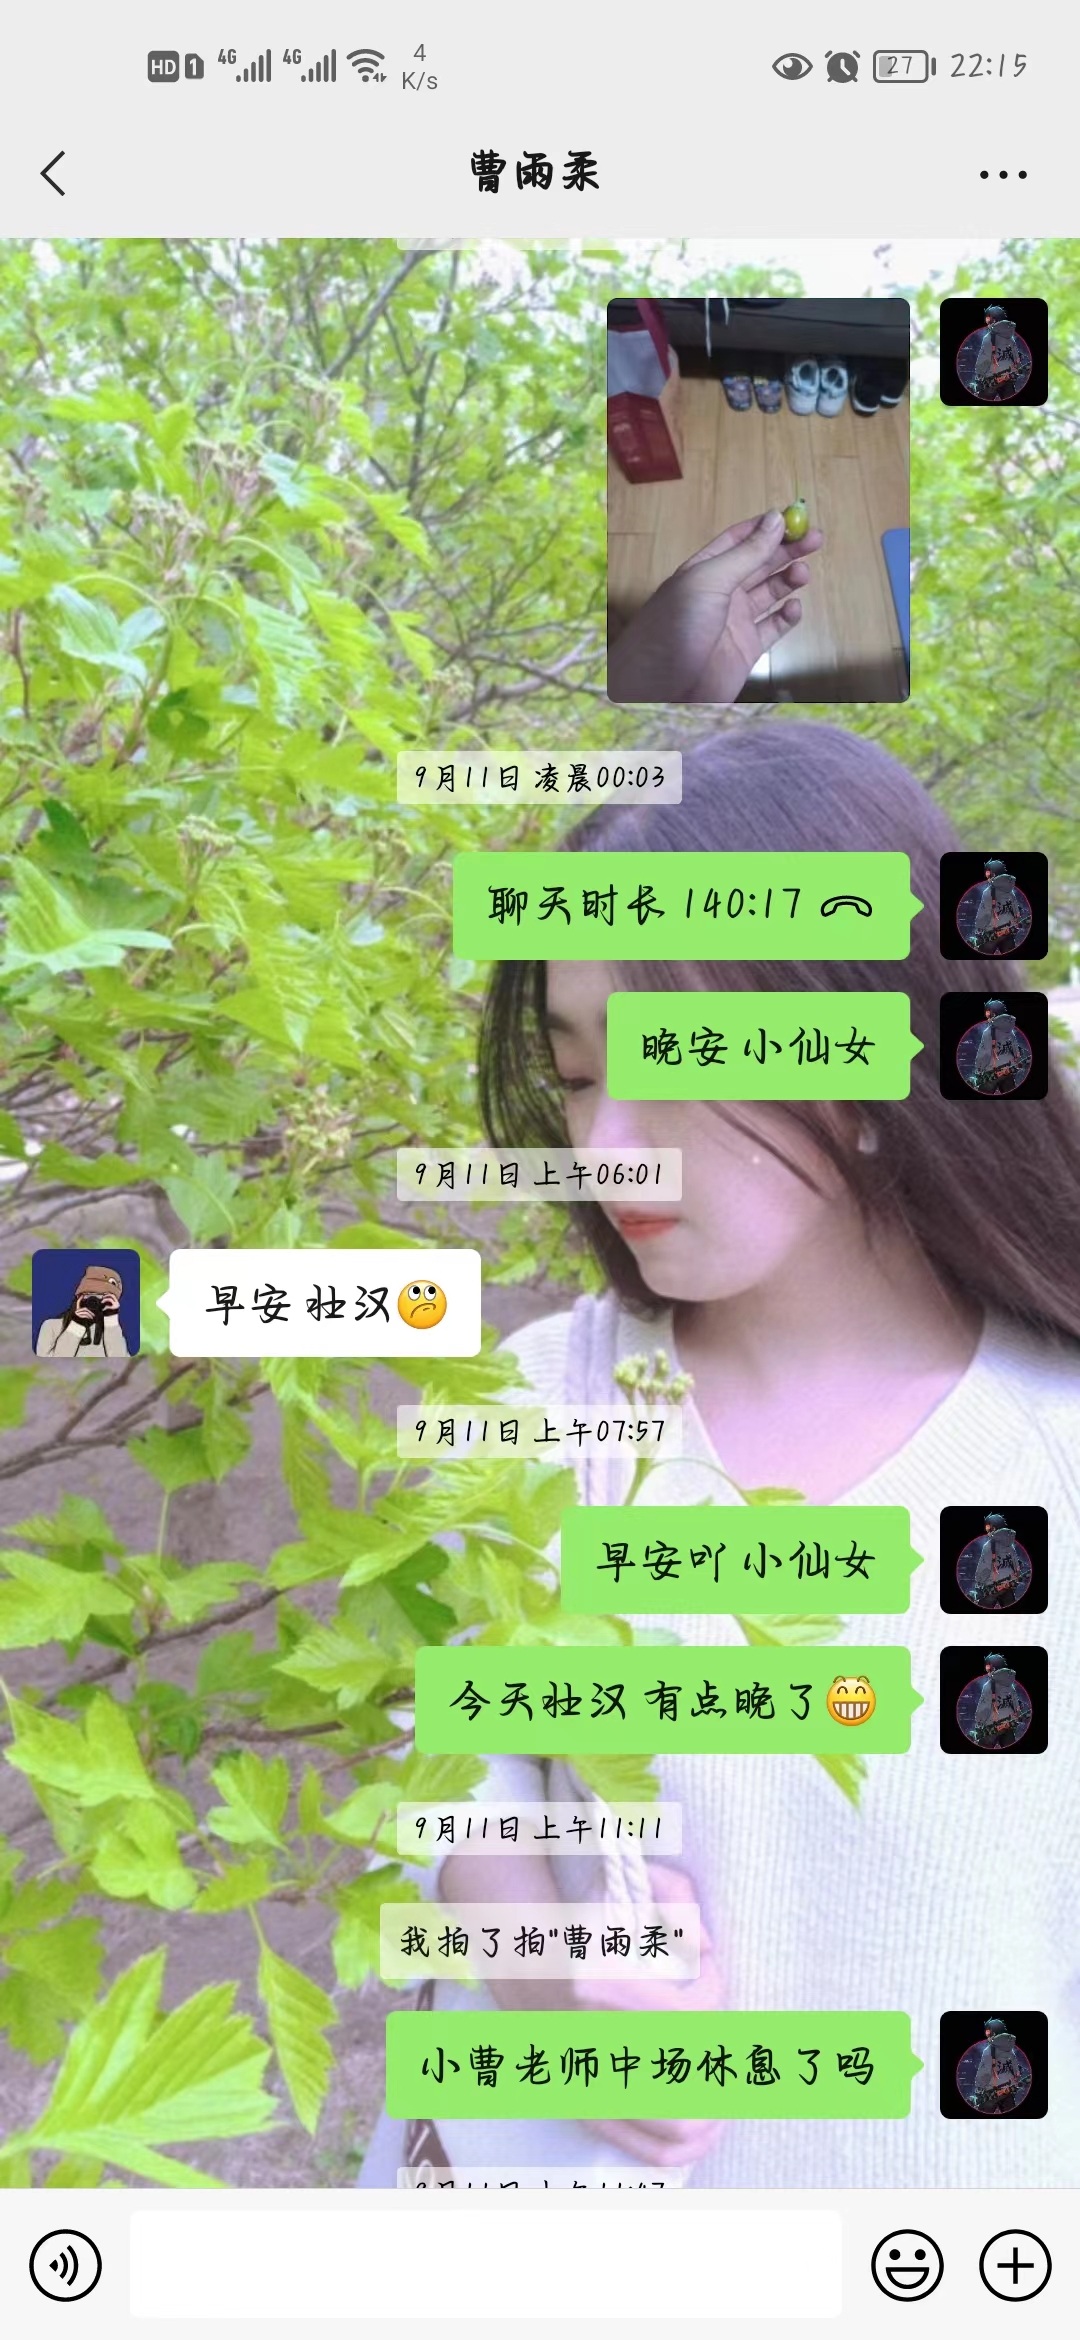 HD 1 4G 4G 4 K/s 27 22:15
曹雨柔
9月11日 凌晨00:03
聊天时长 140:17
晚安 小仙女
9月11日 上午06:01
早安 壮汉🙄
9月11日 上午07:57
早安吖 小仙女
今天壮汉 有点晚了😁
9月11日 上午11:11
我拍了拍"曹雨柔"
小曹老师中场休息了吗